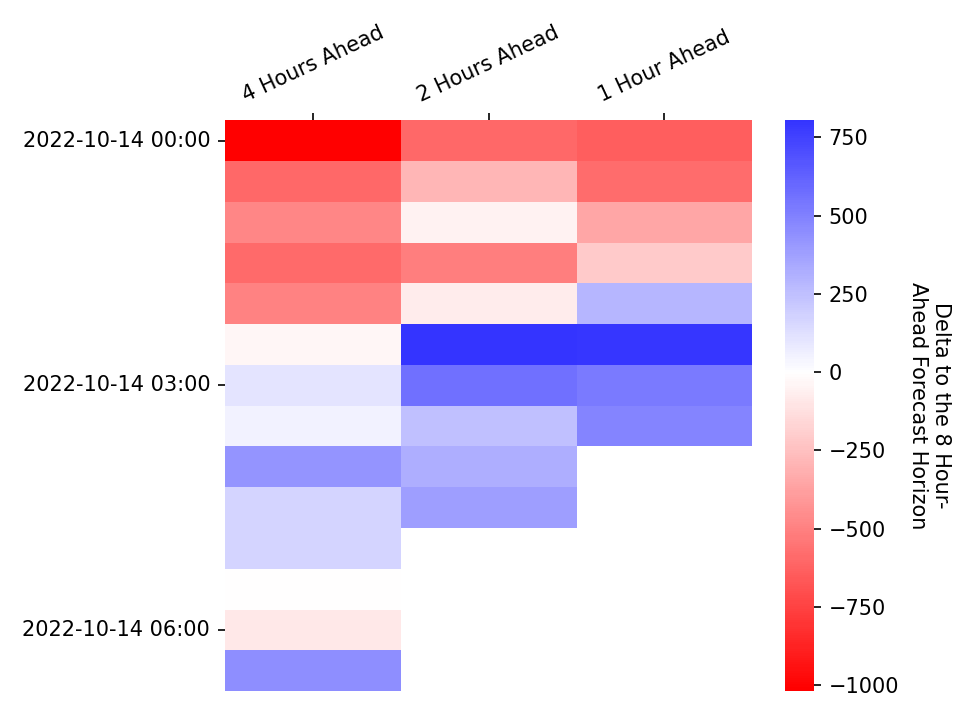 4 Hours Ahead
2 Hours Ahead
1 Hour Ahead
2022-10-14 00:00
2022-10-14 03:00
2022-10-14 06:00
750
500
250
0
−250
−500
−750
−1000
Delta to the 8 Hour-
Ahead Forecast Horizon